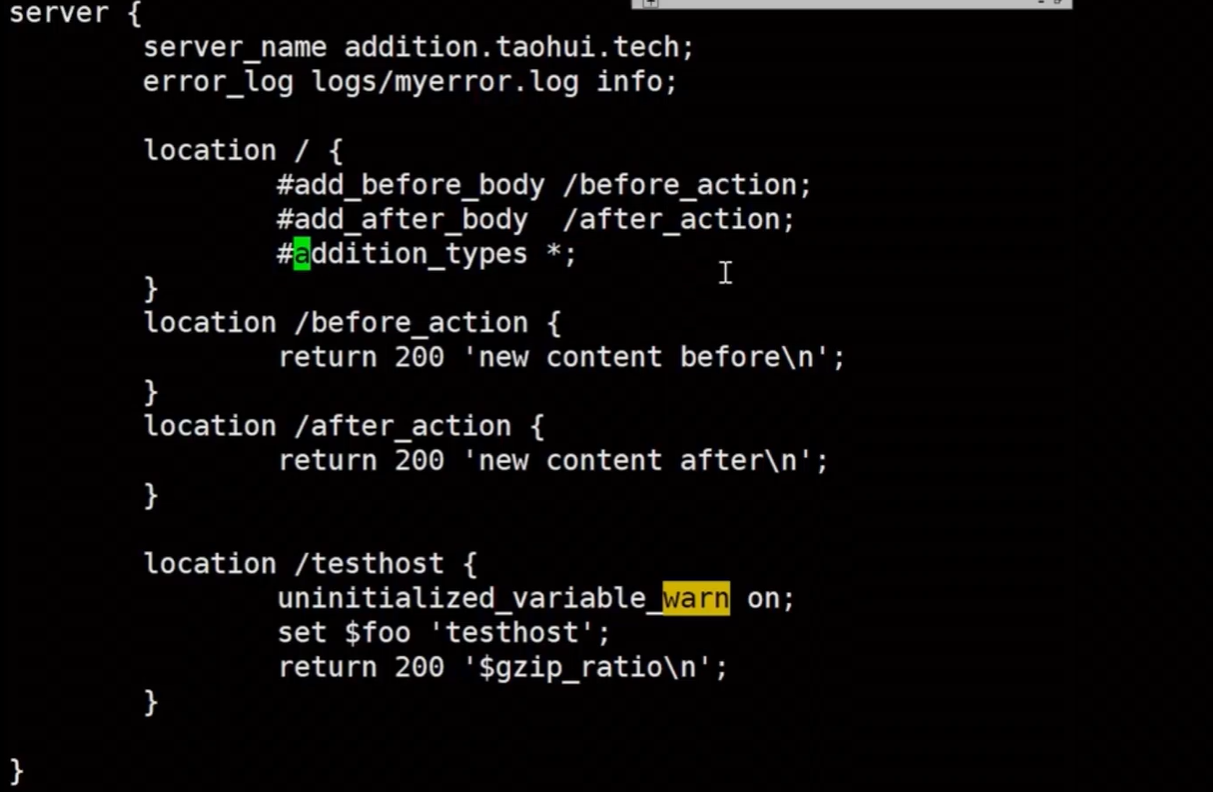 server {
        server_name addition.taohui.tech;
        error_log logs/myerror.log info;

        location / {
                #add_before_body /before_action;
                #add_after_body  /after_action;
                #addition_types *;
        }
        location /before_action {
                return 200 'new content before\n';
        }
        location /after_action {
                return 200 'new content after\n';
        }

        location /testhost {
                uninitialized_variable_warn on;
                set $foo 'testhost';
                return 200 '$gzip_ratio\n';
        }

}